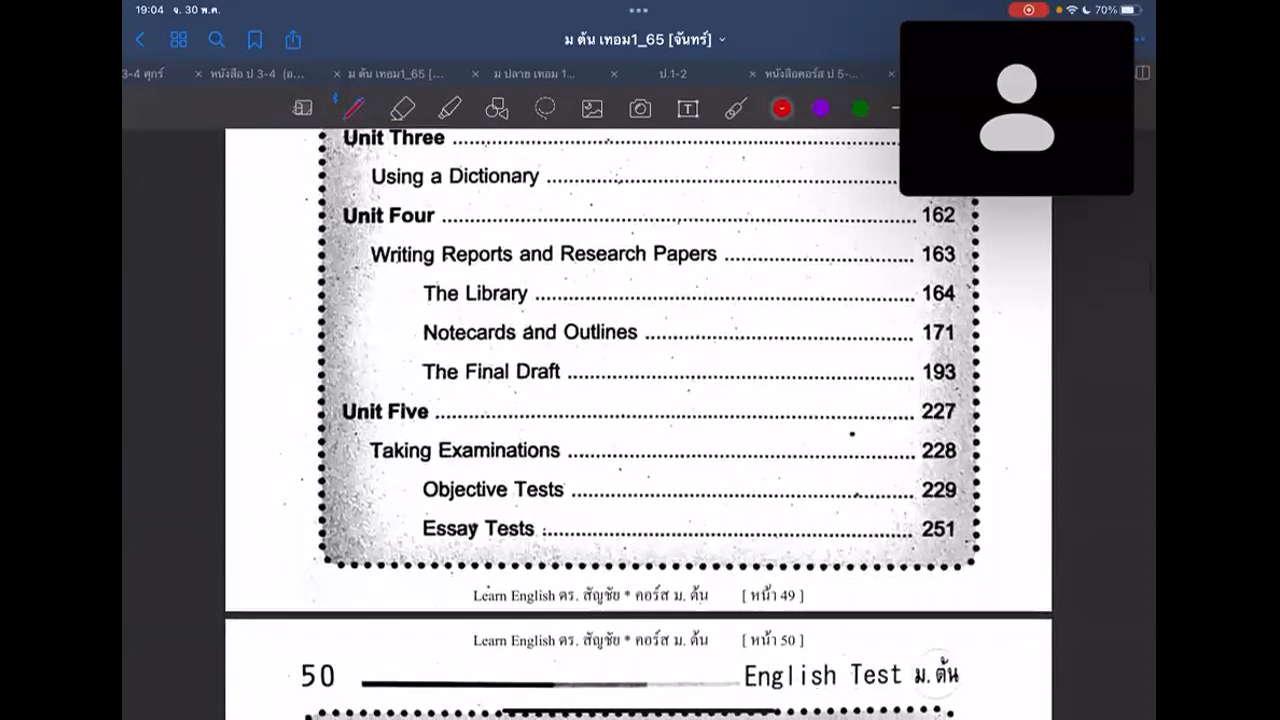 19:04 จ. 30 พ.ค.
70%
ม ต้น เทอม1_65 [จันทร์]
3-4 ศุกร์
หนังสือ ป 3-4 (อ...
ม ต้น เทอม1_65 [...
ม ปลาย เทอม 1...
ป.1-2
หนังสือคอร์ส ป 5-...
Unit Three
Using a Dictionary
Unit Four 162
Writing Reports and Research Papers 163
The Library 164
Notecards and Outlines 171
The Final Draft 193
Unit Five 227
Taking Examinations 228
Objective Tests 229
Essay Tests 251
Learn English ดร. สัญชัย * คอร์ส ม. ต้น [ หน้า 49 ]
Learn English ดร. สัญชัย * คอร์ส ม. ต้น [ หน้า 50 ]
50 English Test ม.ต้น